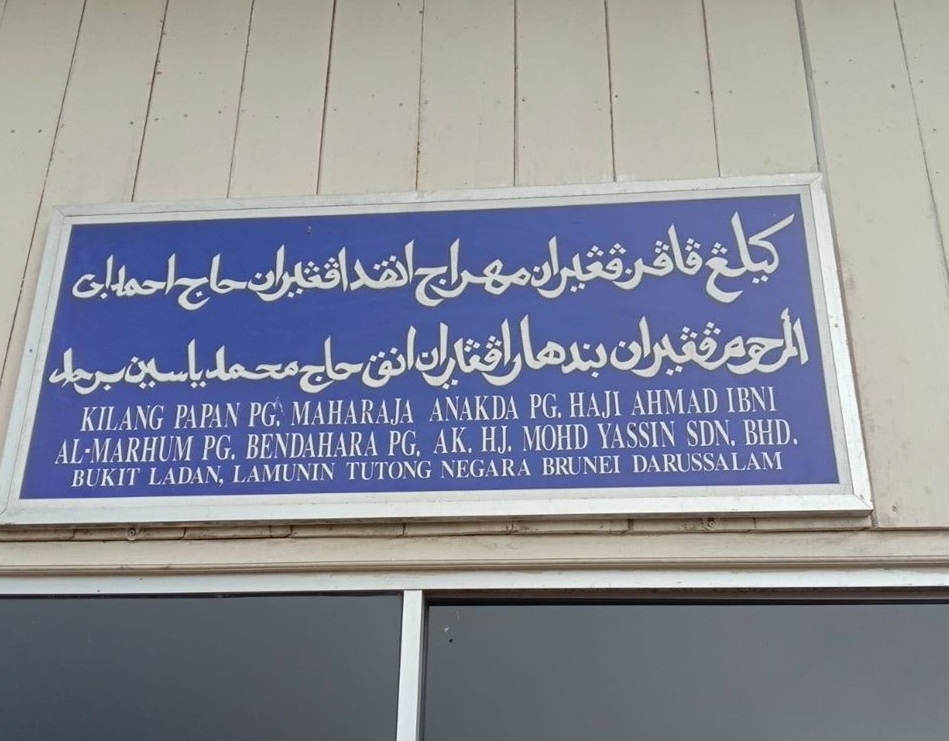 كيلڠ ڤاڤن ڤڠيران مهراج انقدا ڤڠيران حاج احمد ابن
المرحوم ڤڠيران بندهارا ڤڠيران انق حاج محمد ياسين سن برحد
KILANG PAPAN PG. MAHARAJA ANAKDA PG. HAJI AHMAD IBNI
AL-MARHUM PG. BENDAHARA PG. AK. HJ. MOHD YASSIN SDN. BHD.
BUKIT LADAN, LAMUNIN TUTONG NEGARA BRUNEI DARUSSALAM